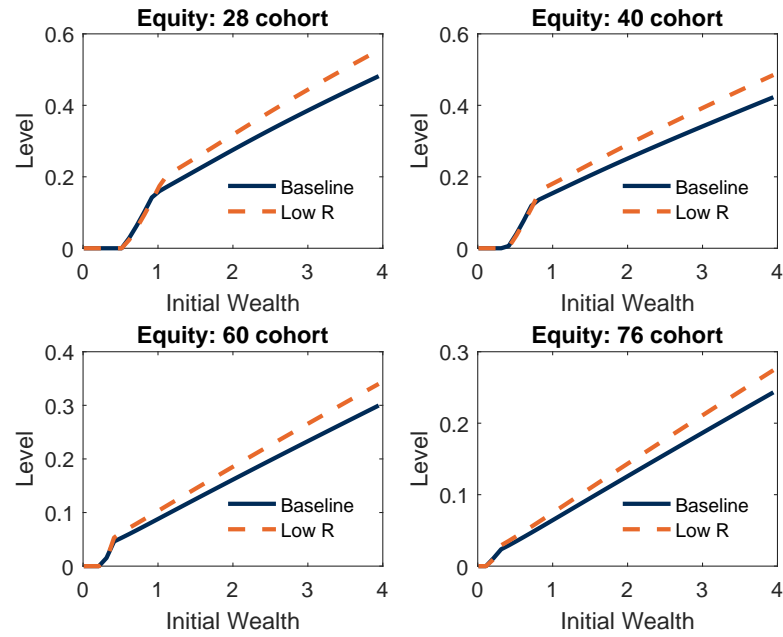 Equity: 28 cohort
0.6
0.4
0.2
0
Level
Baseline
Low R
0 1 2 3 4
Initial Wealth
Equity: 40 cohort
0.6
0.4
0.2
0
Level
Baseline
Low R
0 1 2 3 4
Initial Wealth
Equity: 60 cohort
0.4
0.3
0.2
0.1
0
Level
Baseline
Low R
0 1 2 3 4
Initial Wealth
Equity: 76 cohort
0.3
0.2
0.1
0
Level
Baseline
Low R
0 1 2 3 4
Initial Wealth